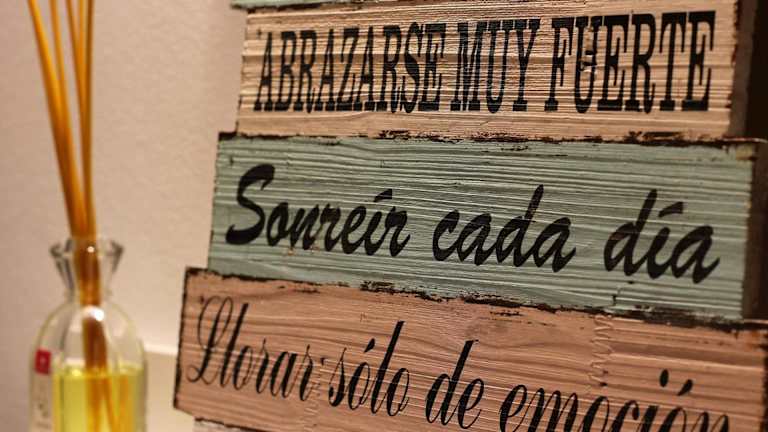 ABRAZARSE MUY FUERTE
Sonreír cada día
Llorar sólo de emoción